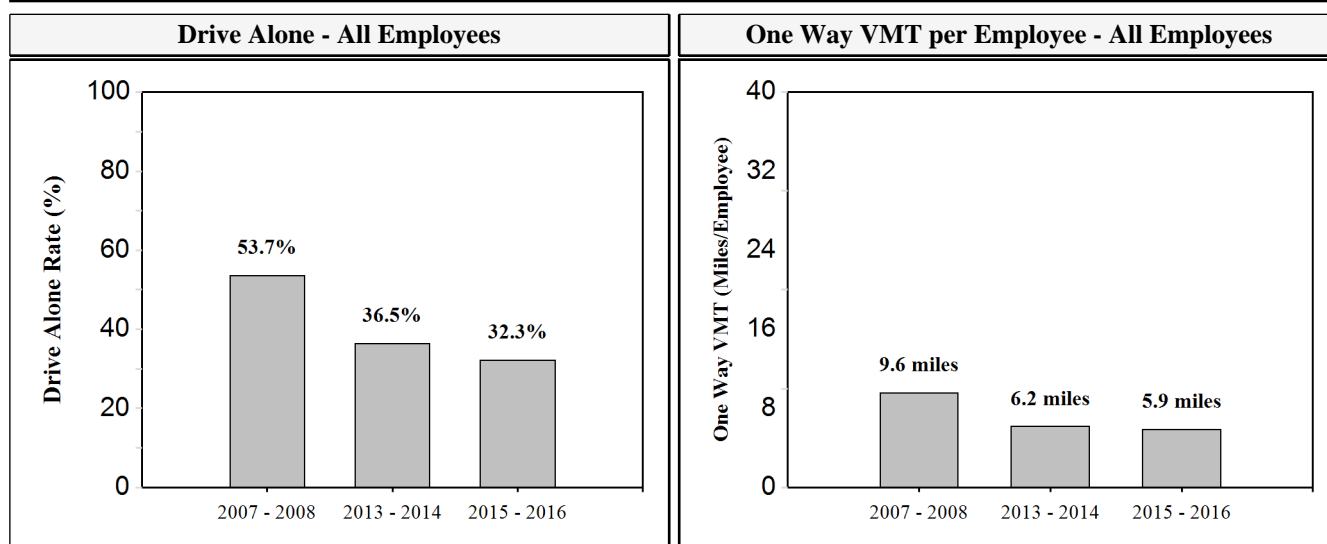 Drive Alone - All Employees
100
80
60
40
20
0
Drive Alone Rate (%)
53.7%
36.5%
32.3%
2007 - 2008
2013 - 2014
2015 - 2016
One Way VMT per Employee - All Employees
40
32
24
16
8
0
One Way VMT (Miles/Employee)
9.6 miles
6.2 miles
5.9 miles
2007 - 2008
2013 - 2014
2015 - 2016